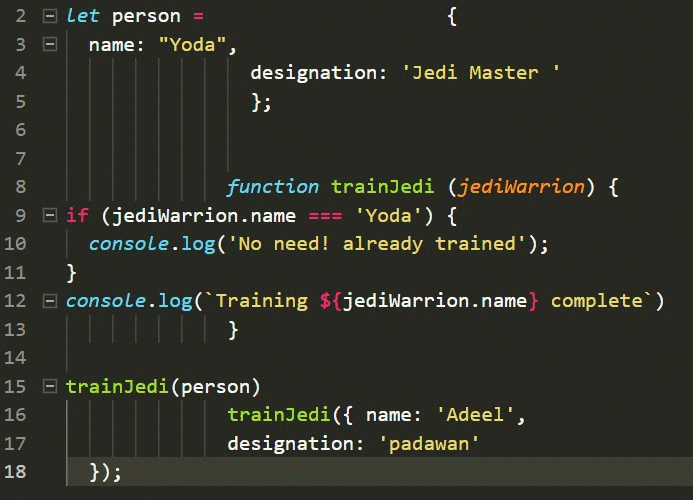 2 let person =                     {
3   name: "Yoda",
4                 designation: 'Jedi Master '
5                 };
6
7
8               function trainJedi (jediWarrion) {
9 if (jediWarrion.name === 'Yoda') {
10   console.log('No need! already trained');
11 }
12 console.log(`Training ${jediWarrion.name} complete`)
13               }
14
15 trainJedi(person)
16               trainJedi({ name: 'Adeel',
17               designation: 'padawan'
18   });